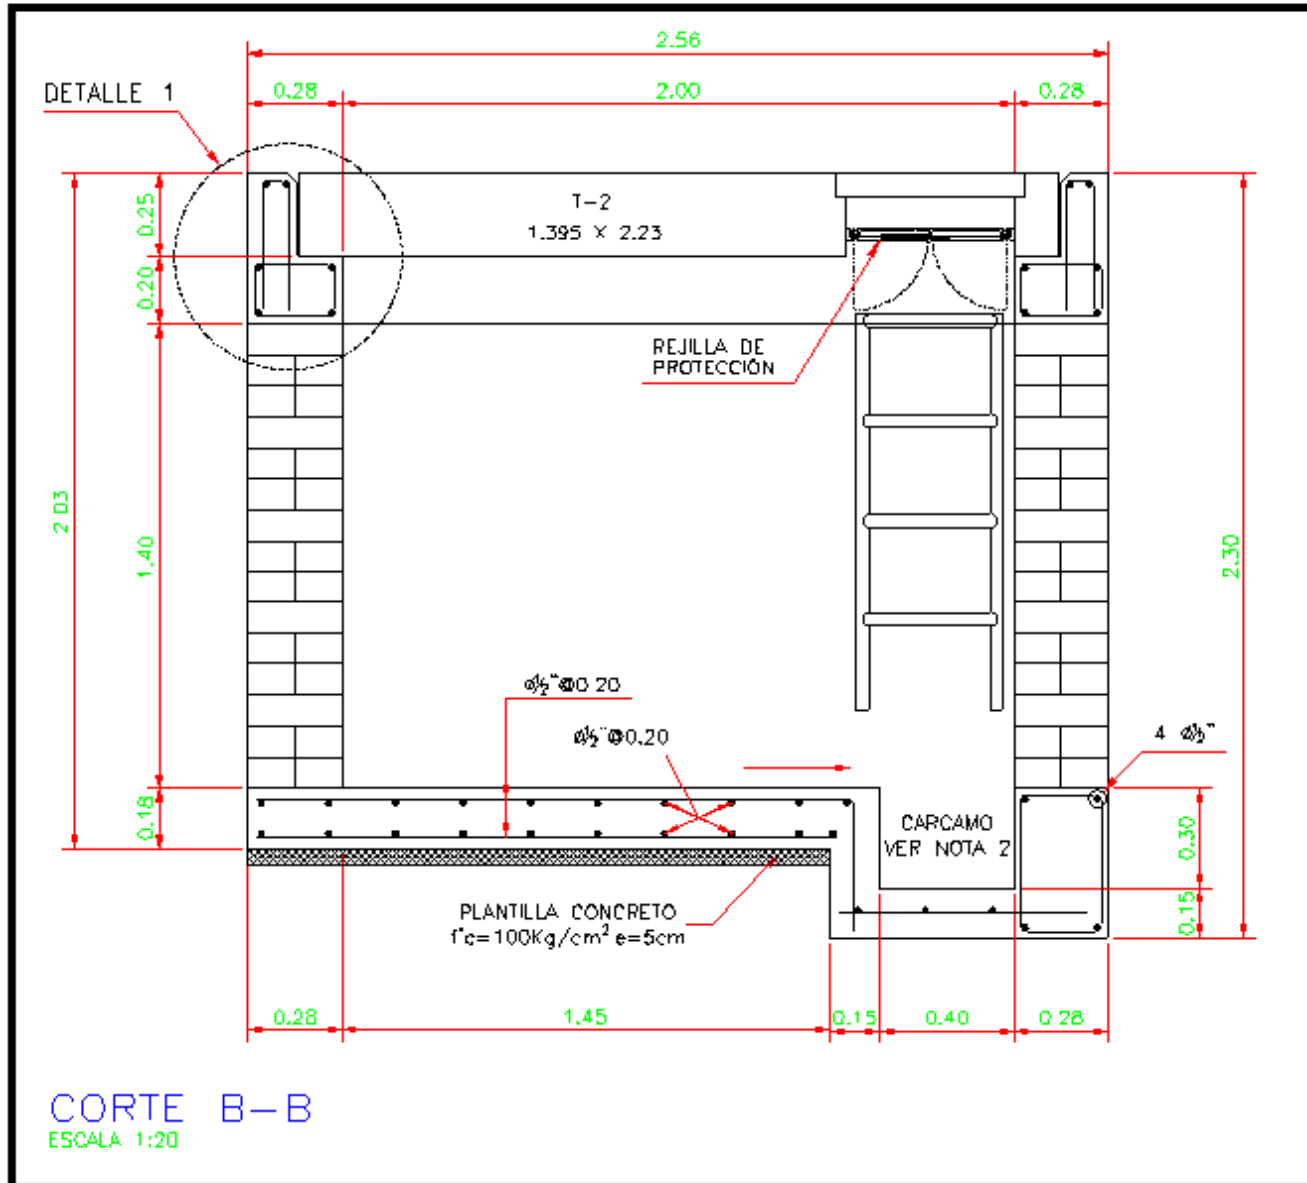 2.56
DETALLE 1
0.28
2.00
0.28
0.25
T-2
1.395 X 2.23
0.20
REJILLA DE
PROTECCIÓN
2.03
1.40
2.30
ø½"@0.20
ø½"@0.20
4 ø½"
0.18
CARCAMO
VER NOTA 2
0.30
0.15
PLANTILLA CONCRETO
f'c=100Kg/cm² e=5cm
0.28
1.45
0.15
0.40
0.28
CORTE B-B
ESCALA 1:20